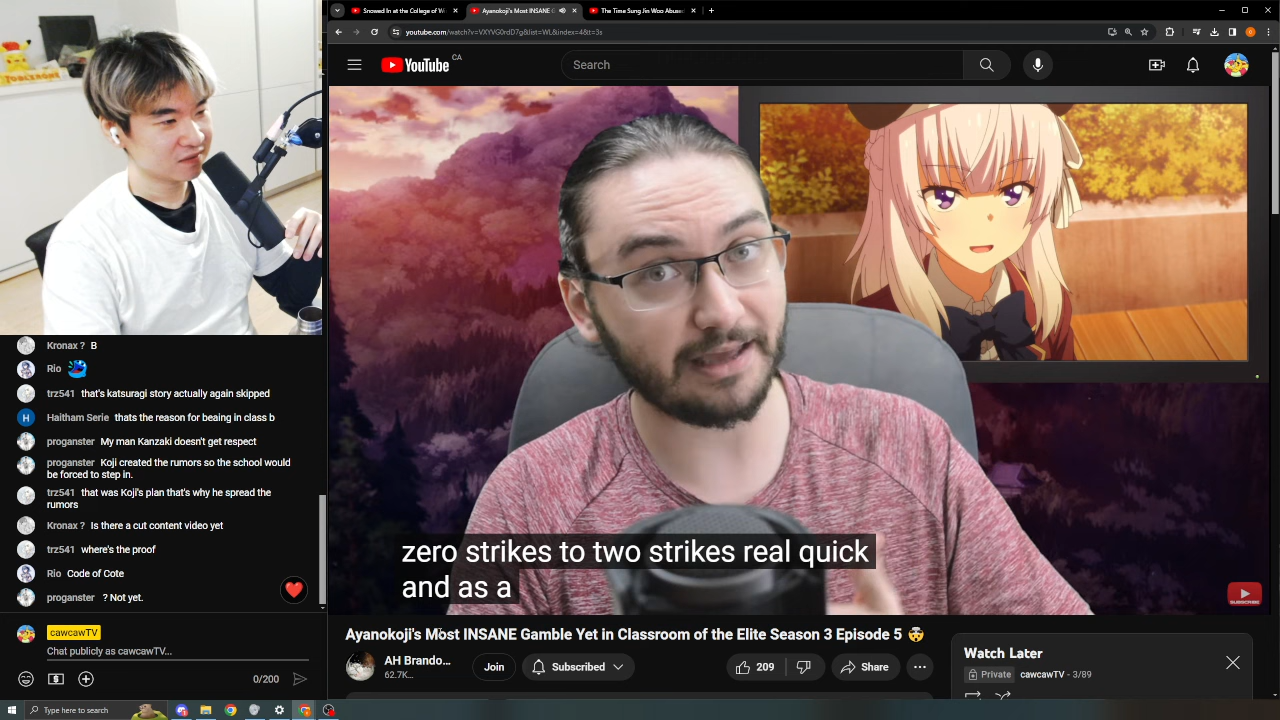 Snowed In at the College of W
Ayanokoji's Most INSANE G
The Time Sung Jin Woo Abused
youtube.com/watch?v=VXYVG0rdD7g&list=WL&index=4&t=3s
YouTube CA
Search
TOBLERONE
Kronax ? B
Rio
trz541 that's katsuragi story actually again skipped
H Haitham Serie thats the reason for beaing in class b
proganster My man Kanzaki doesn't get respect
proganster Koji created the rumors so the school would
be forced to step in.
trz541 that was Koji's plan that's why he spread the
rumors
Kronax ? Is there a cut content video yet
trz541 where's the proof
Rio Code of Cote
proganster ? Not yet.
cawcawTV
Chat publicly as cawcawTV...
0/200
zero strikes to two strikes real quick
and as a
SUBSCRIBE
Ayanokoji's Most INSANE Gamble Yet in Classroom of the Elite Season 3 Episode 5 🤯
AH Brando...
62.7K...
Join
Subscribed
209
Share
Watch Later
Private cawcawTV - 3/89
Type here to search